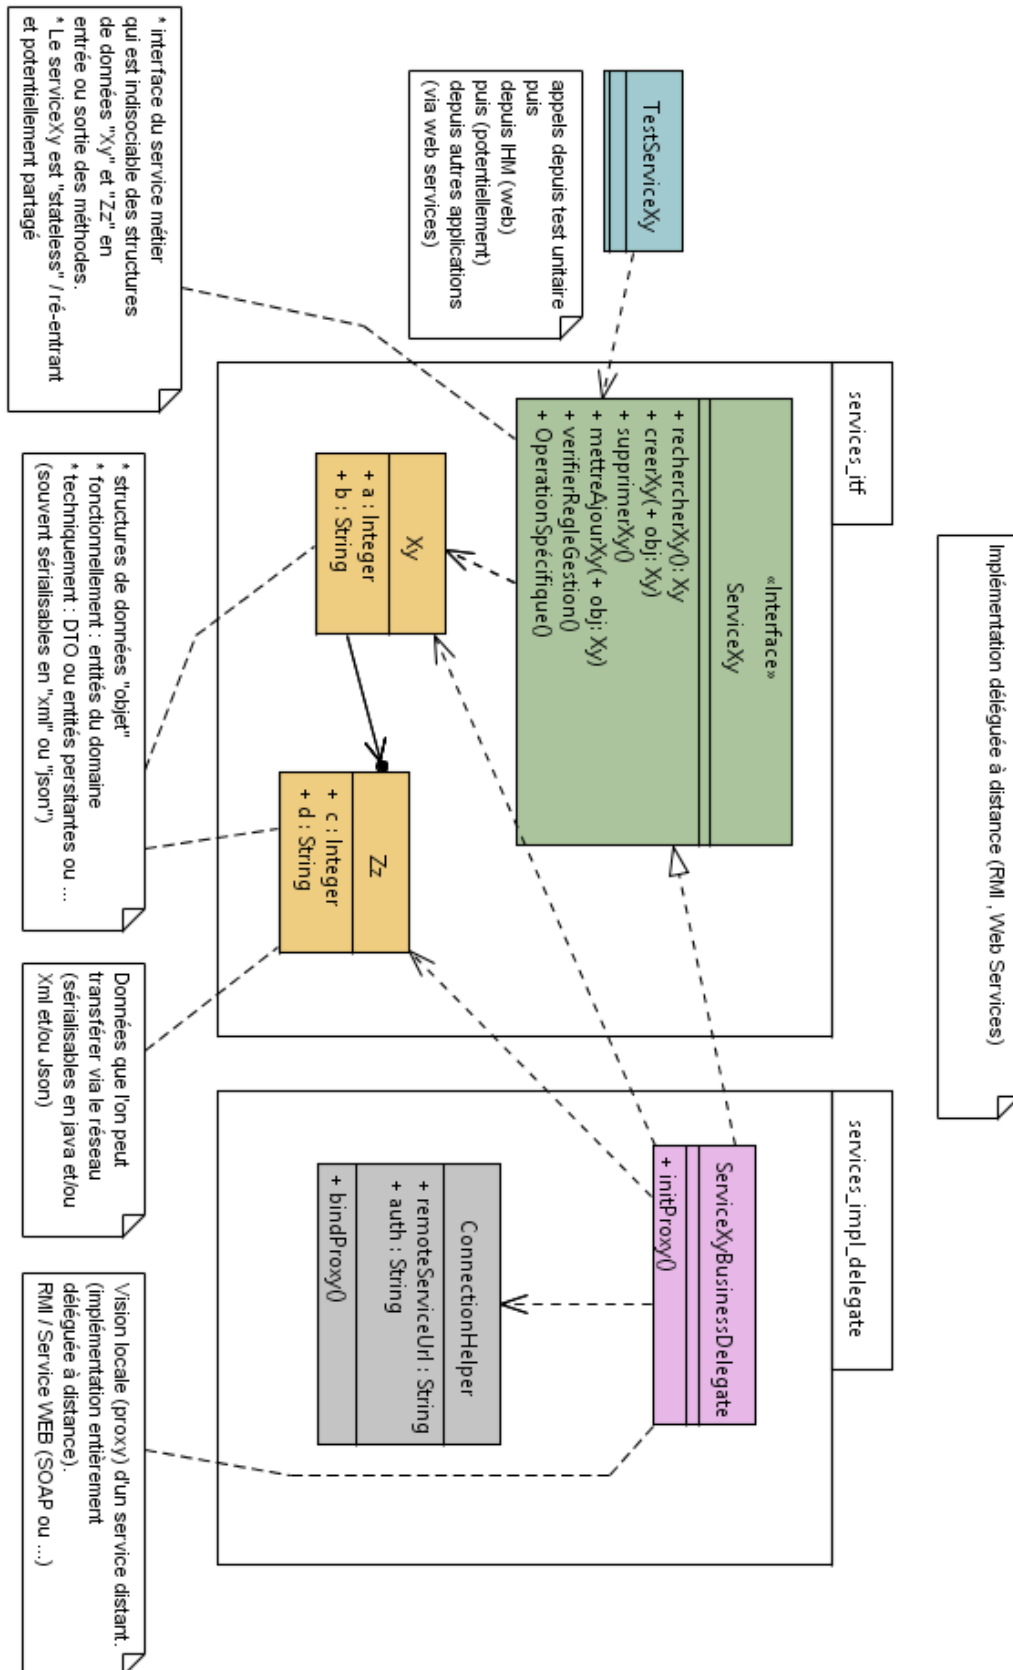 Implémentation déléguée à distance (RMI , Web Services)
services_itf
services_impl_delegate
TestServiceXy
«Interface»
ServiceXy
+ rechercherXy(): Xy
+ creerXy(+ obj: Xy)
+ supprimerXy()
+ mettreAjourXy(+ obj: Xy)
+ verifierRegleGestion()
+ OperationSpécifique()
ServiceXyBusinessDelegate
+ initProxy()
appels depuis test unitaire
puis
depuis IHM (web)
puis (potentiellement)
depuis autres applications
(via web services)
Xy
+ a : Integer
+ b : String
Zz
+ c : Integer
+ d : String
ConnectionHelper
+ remoteServiceUrl : String
+ auth : String
+ bindProxy()
* interface du service métier
qui est indisociable des structures
de données "Xy" et "Zz" en
entrée ou sortie des méthodes.
* Le serviceXy est "stateless" / ré-entrant
et potentiellement partagé
* structures de données "objet"
* fonctionnellement : entités du domaine
* techniquement : DTO ou entités persitantes ou ...
(souvent sérialisables en "xml" ou "json")
Données que l'on peut
transférer via le réseau
(sérialisables en java et/ou
Xml et/ou Json)
Vision locale (proxy) d'un service distant.
(implémentation entièrement
déléguée à distance).
RMI / Service WEB (SOAP ou ...)